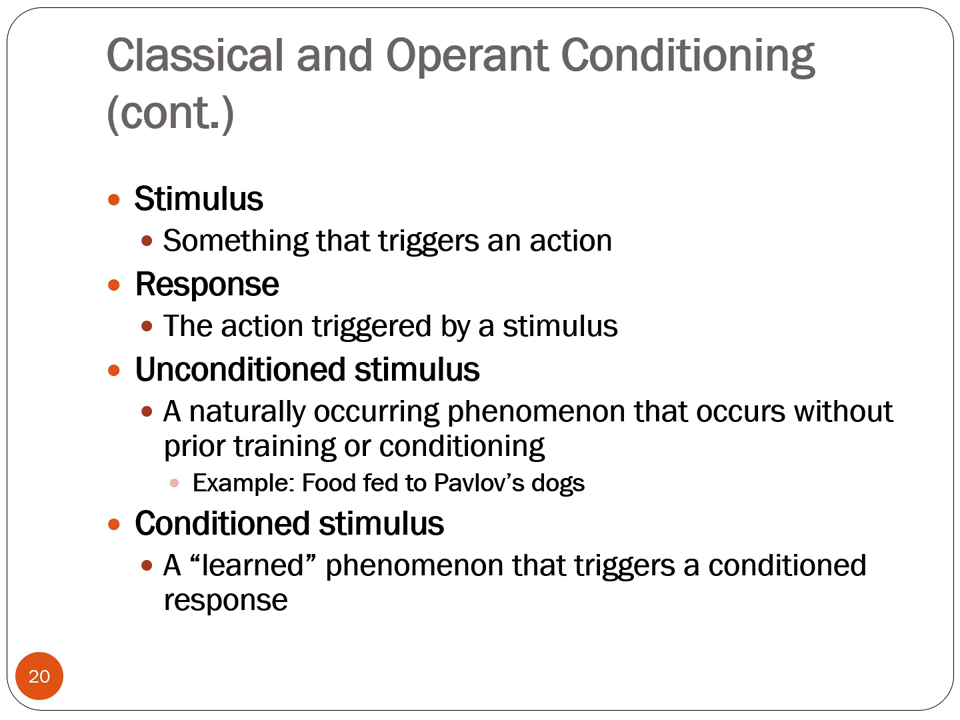 Classical and Operant Conditioning
(cont.)
Stimulus
Something that triggers an action
Response
The action triggered by a stimulus
Unconditioned stimulus
A naturally occurring phenomenon that occurs without
prior training or conditioning
Example: Food fed to Pavlov’s dogs
Conditioned stimulus
A “learned” phenomenon that triggers a conditioned
response
20